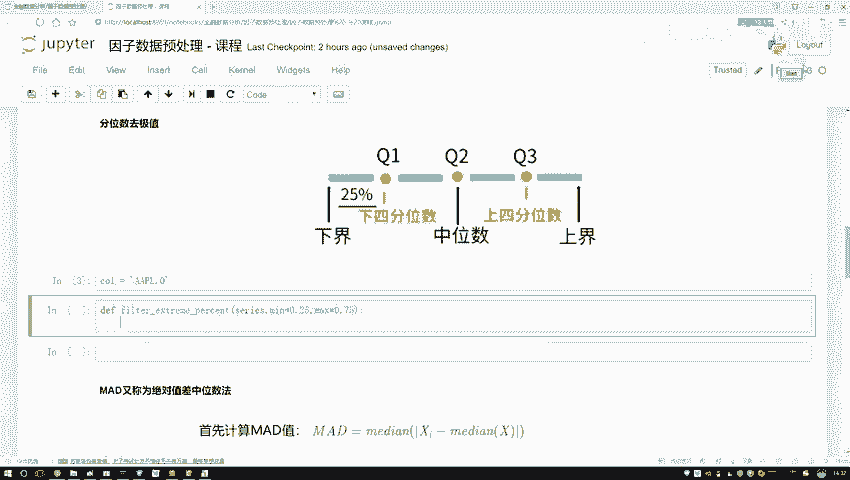 jupyter 因子数据预处理 - 课程 Last Checkpoint: 2 hours ago (unsaved changes)
Logout
File Edit View Insert Cell Kernel Widgets Help
Trusted
Code
分位数去极值
Q1 Q2 Q3
25%
下四分位数 上四分位数
下界 中位数 上界
In [3]: col = 'AAPL.O'
In [ ]: def filter_extreme_percent(series,min=0.25,max=0.75):
In [ ]:
MAD又称为绝对值差中位数法
首先计算MAD值: MAD = median(|X_i − median(X)|)